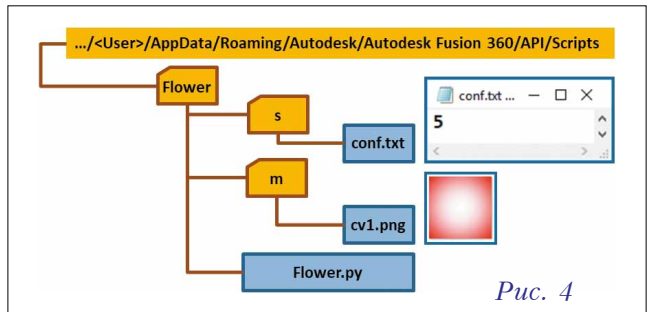 .../<User>/AppData/Roaming/Autodesk/Autodesk Fusion 360/API/Scripts
Flower
s
conf.txt
conf.txt ...
5
m
cv1.png
Flower.py
Рис. 4